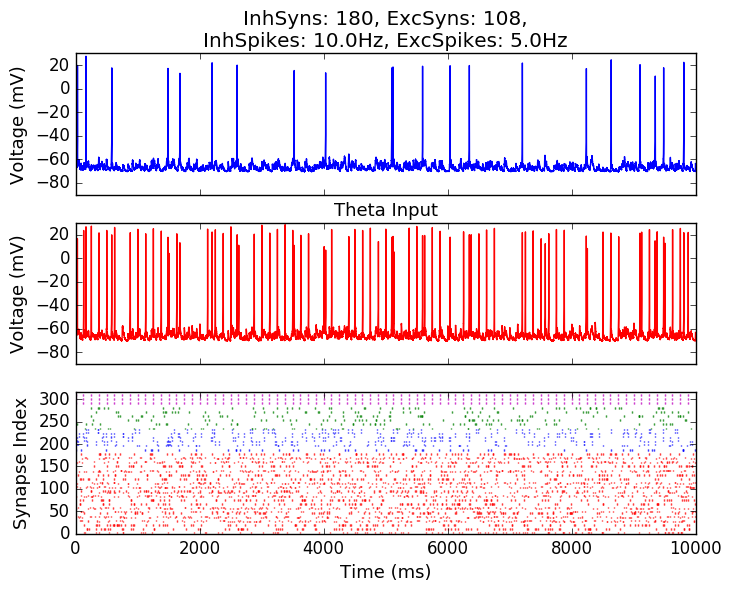 InhSyns: 180, ExcSyns: 108,
InhSpikes: 10.0Hz, ExcSpikes: 5.0Hz
20
0
−20
−40
−60
−80
Voltage (mV)
Theta Input
20
0
−20
−40
−60
−80
Voltage (mV)
300
250
200
150
100
50
0
Synapse Index
0 2000 4000 6000 8000 10000
Time (ms)